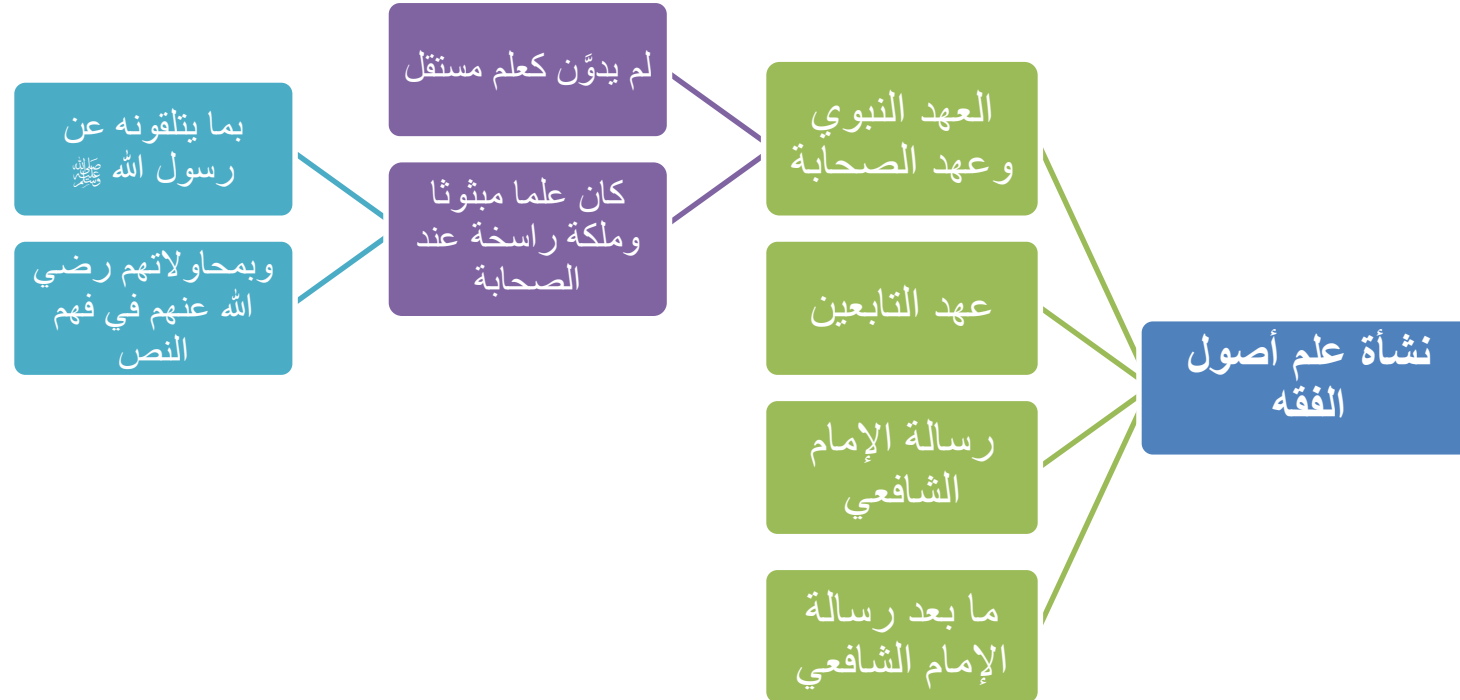 نشأة علم أصول
الفقه
العهد النبوي
وعهد الصحابة
لم يدوَّن كعلم مستقل
كان علما مبثوثا
وملكة راسخة عند
الصحابة
بما يتلقونه عن
رسول الله ﷺ
وبمحاولاتهم رضي
الله عنهم في فهم
النص
عهد التابعين
رسالة الإمام
الشافعي
ما بعد رسالة
الإمام الشافعي